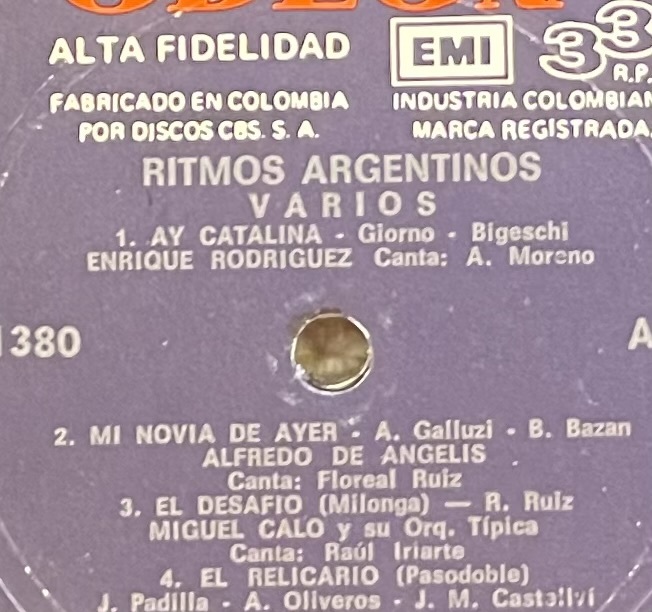 ODEON
ALTA FIDELIDAD EMI 33
R.P.
FABRICADO EN COLOMBIA INDUSTRIA COLOMBIAN
POR DISCOS CBS. S. A. MARCA REGISTRADA
RITMOS ARGENTINOS
VARIOS
1. AY CATALINA - Giorno - Bigeschi
ENRIQUE RODRIGUEZ Canta: A. Moreno
1380 A
2. MI NOVIA DE AYER - A. Galluzi - B. Bazan
ALFREDO DE ANGELIS
Canta: Floreal Ruiz
3. EL DESAFIO (Milonga) — R. Ruiz
MIGUEL CALO y su Orq. Típica
Canta: Raúl Iriarte
4. EL RELICARIO (Pasodoble)
J. Padilla - A. Oliveros - J. M. Castellví